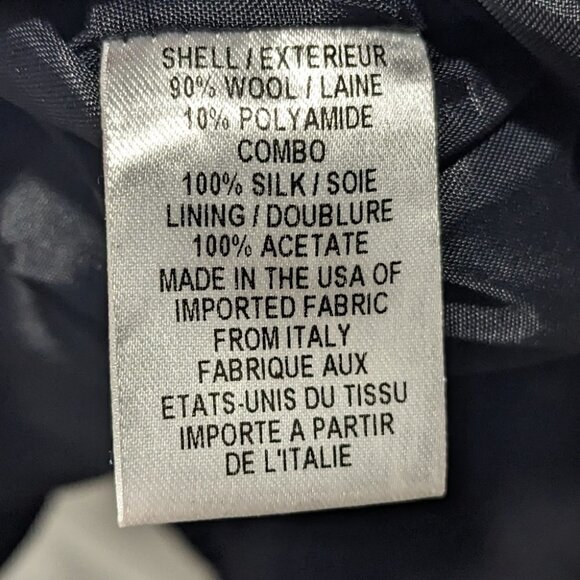 SHELL / EXTERIEUR
90% WOOL / LAINE
10% POLYAMIDE
COMBO
100% SILK / SOIE
LINING / DOUBLURE
100% ACETATE
MADE IN THE USA OF
IMPORTED FABRIC
FROM ITALY
FABRIQUE AUX
ETATS-UNIS DU TISSU
IMPORTE A PARTIR
DE L'ITALIE